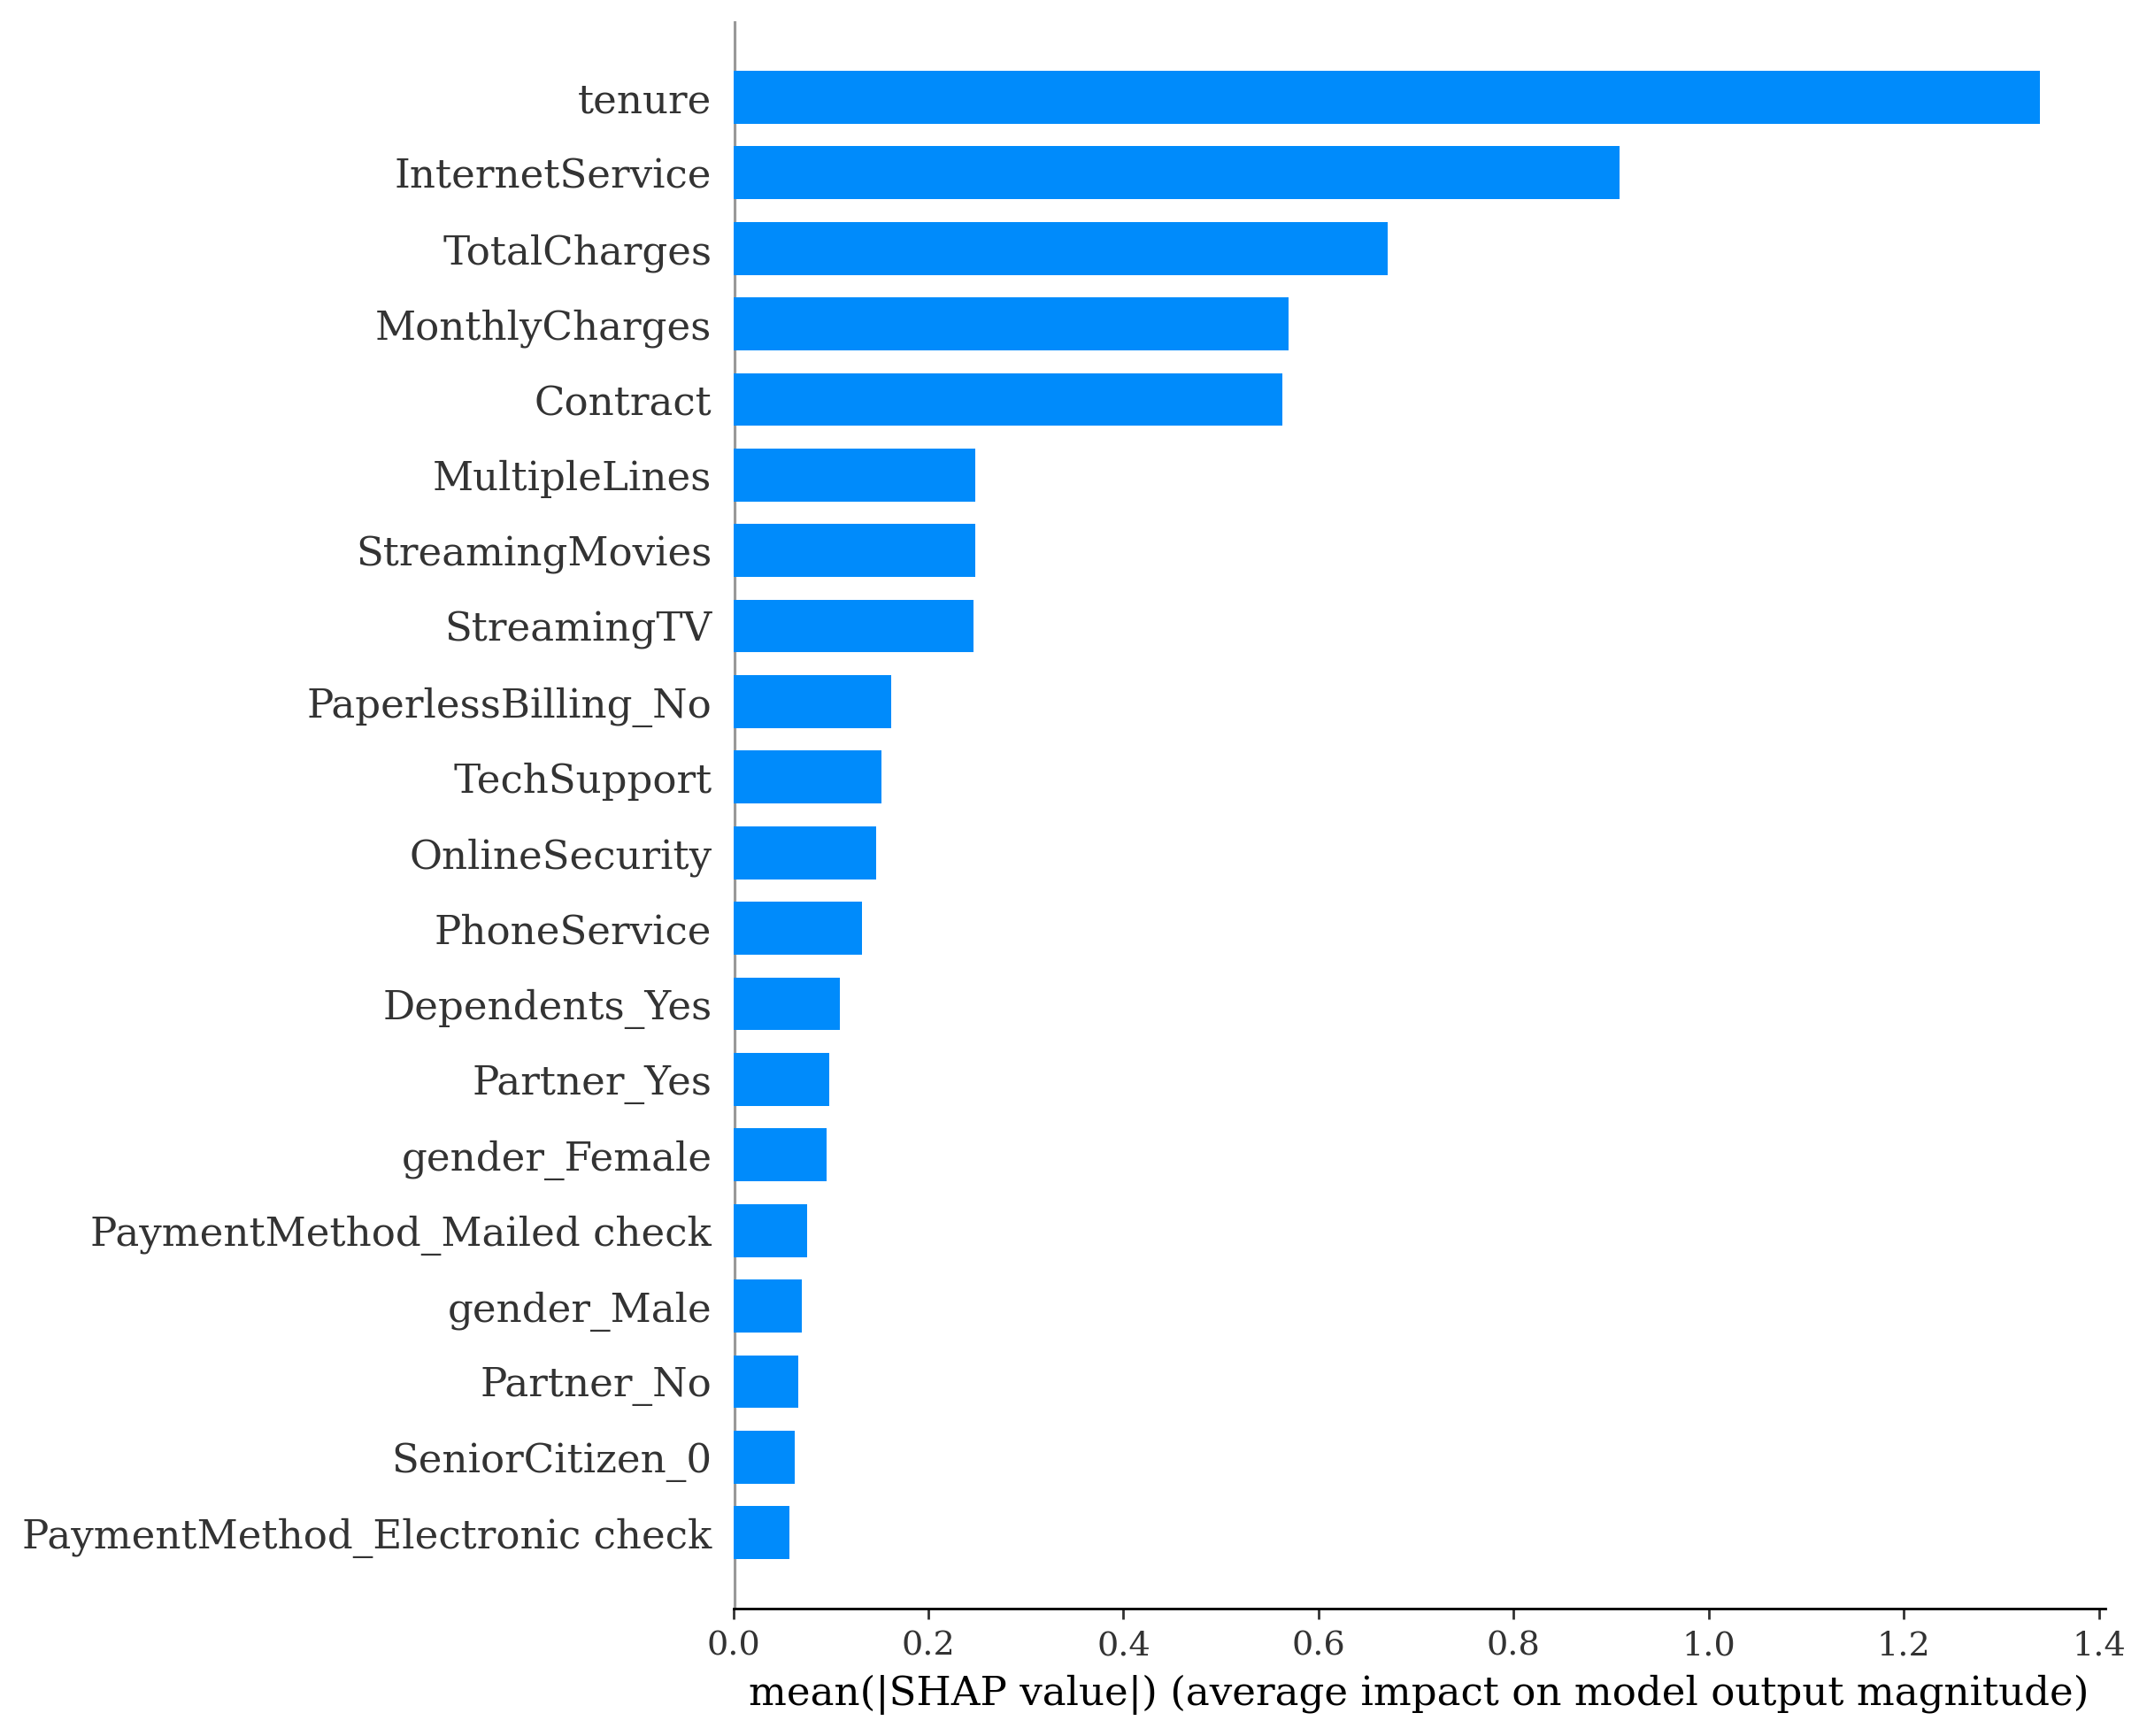 tenure
InternetService
TotalCharges
MonthlyCharges
Contract
MultipleLines
StreamingMovies
StreamingTV
PaperlessBilling_No
TechSupport
OnlineSecurity
PhoneService
Dependents_Yes
Partner_Yes
gender_Female
PaymentMethod_Mailed check
gender_Male
Partner_No
SeniorCitizen_0
PaymentMethod_Electronic check
0.0 0.2 0.4 0.6 0.8 1.0 1.2 1.4
mean(|SHAP value|) (average impact on model output magnitude)